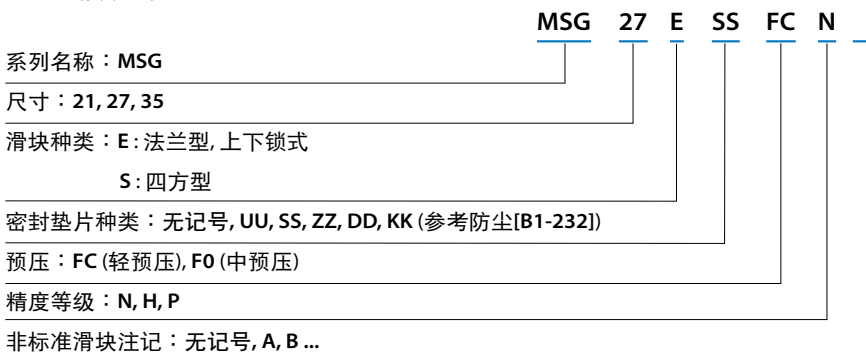 MSG 27 E SS FC N
系列名称：MSG
尺寸：21, 27, 35
滑块种类：E : 法兰型, 上下锁式
S : 四方型
密封垫片种类：无记号, UU, SS, ZZ, DD, KK (参考防尘[B1-232])
预压：FC (轻预压), F0 (中预压)
精度等级：N, H, P
非标准滑块注记：无记号, A, B ...